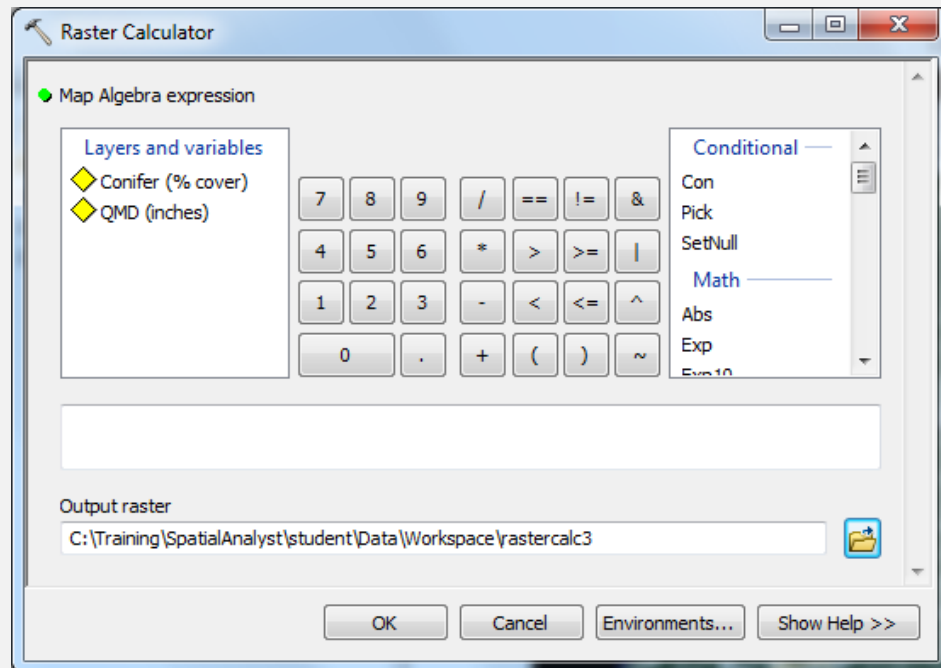 Raster Calculator
Map Algebra expression
Layers and variables
Conifer (% cover)
QMD (inches)
7 8 9 / == != &
4 5 6 * > >= |
1 2 3 - < <= ^
0 . + ( ) ~
Conditional
Con
Pick
SetNull
Math
Abs
Exp
Exp10
Output raster
C:\Training\SpatialAnalyst\student\Data\Workspace\rastercalc3
OK Cancel Environments... Show Help >>